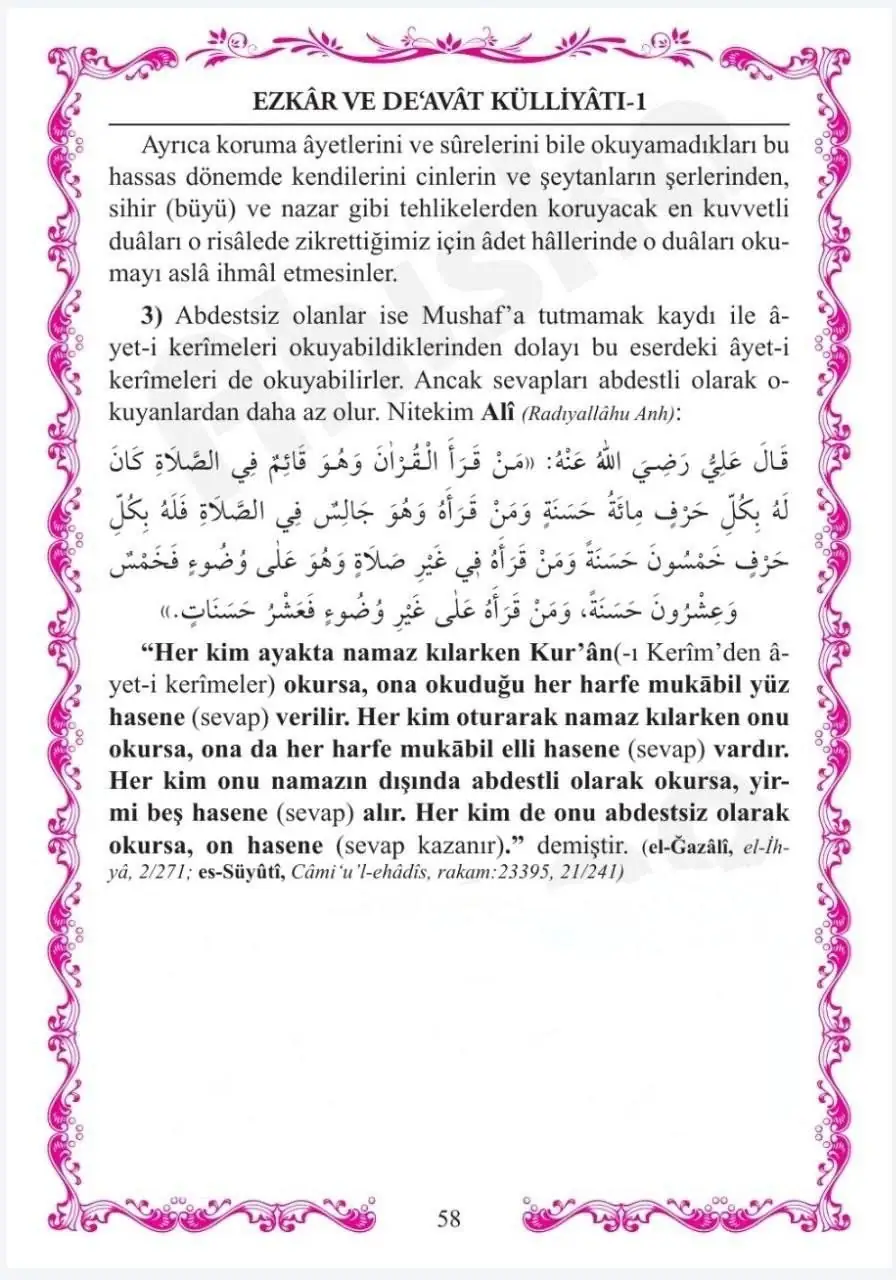 EZKÂR VE DE‘AVÂT KÜLLİYÂTI-1
Ayrıca koruma âyetlerini ve sûrelerini bile okuyamadıkları bu
hassas dönemde kendilerini cinlerin ve şeytanların şerlerinden,
sihir (büyü) ve nazar gibi tehlikelerden koruyacak en kuvvetli
duâları o risâlede zikrettiğimiz için âdet hâllerinde o duâları oku-
mayı aslâ ihmâl etmesinler.
3) Abdestsiz olanlar ise Mushaf’a tutmamak kaydı ile â-
yet-i kerîmeleri okuyabildiklerinden dolayı bu eserdeki âyet-i
kerîmeleri de okuyabilirler. Ancak sevapları abdestli olarak o-
kuyanlardan daha az olur. Nitekim Alî (Radıyallâhu Anh):
قَالَ عَلِيٌّ رَضِيَ اللّٰهُ عَنْهُ: «مَنْ قَرَأَ الْقُرْاٰنَ وَهُوَ قَائِمٌ فِي الصَّلَاةِ كَانَ
لَهُ بِكُلِّ حَرْفٍ مِائَةُ حَسَنَةٍ وَمَنْ قَرَأَهُ وَهُوَ جَالِسٌ فِي الصَّلَاةِ فَلَهُ بِكُلِّ
حَرْفٍ خَمْسُونَ حَسَنَةً وَمَنْ قَرَأَهُ فِي غَيْرِ صَلَاةٍ وَهُوَ عَلٰى وُضُوءٍ فَخَمْسٌ
وَعِشْرُونَ حَسَنَةً، وَمَنْ قَرَأَهُ عَلٰى غَيْرِ وُضُوءٍ فَعَشْرُ حَسَنَاتٍ.»
“Her kim ayakta namaz kılarken Kur’ân(-ı Kerîm’den â-
yet-i kerîmeler) okursa, ona okuduğu her harfe mukābil yüz
hasene (sevap) verilir. Her kim oturarak namaz kılarken onu
okursa, ona da her harfe mukābil elli hasene (sevap) vardır.
Her kim onu namazın dışında abdestli olarak okursa, yir-
mi beş hasene (sevap) alır. Her kim de onu abdestsiz olarak
okursa, on hasene (sevap kazanır).” demiştir. (el-Ğazâlî, el-İh-
yâ, 2/271; es-Süyûtî, Câmi‘u’l-ehâdîs, rakam:23395, 21/241)
58